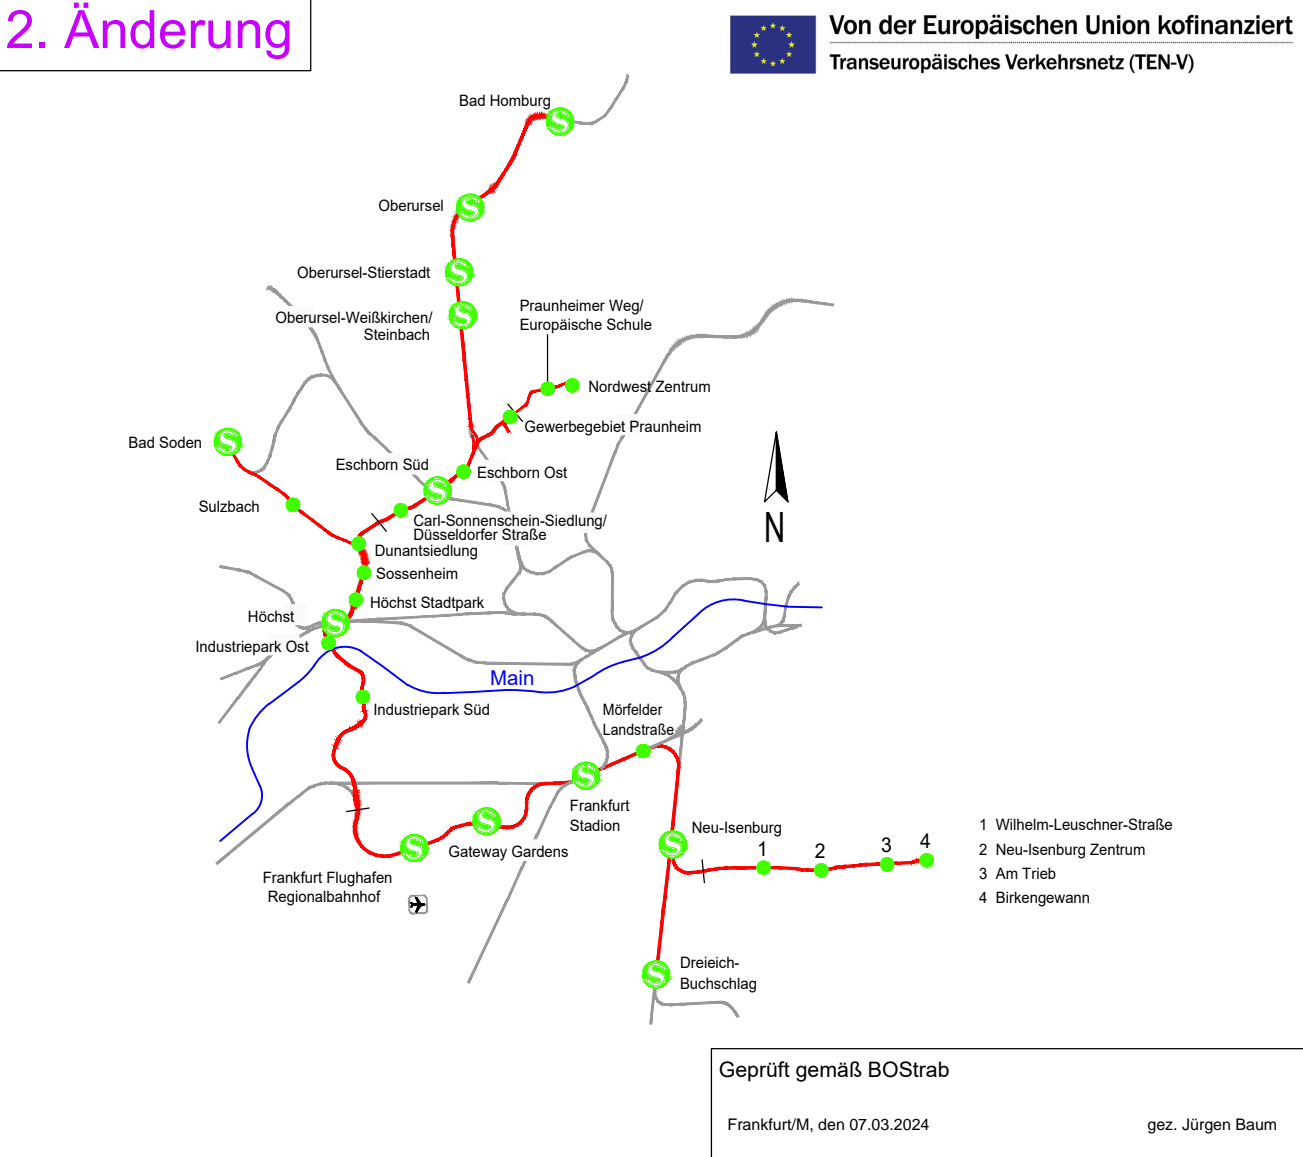 2. Änderung
Von der Europäischen Union kofinanziert
Transeuropäisches Verkehrsnetz (TEN-V)
Bad Homburg
S
Oberursel
S
Oberursel-Stierstadt
S
Oberursel-Weißkirchen/
Steinbach
S
Praunheimer Weg/
Europäische Schule
Nordwest Zentrum
Gewerbegebiet Praunheim
Bad Soden
S
Eschborn Süd
S
Eschborn Ost
Sulzbach
Carl-Sonnenschein-Siedlung/
Düsseldorfer Straße
N
Dunantsiedlung
Sossenheim
Höchst Stadtpark
Höchst
S
Industriepark Ost
Main
Industriepark Süd
Mörfelder
Landstraße
S
Frankfurt
Stadion
S
Gateway Gardens
S
Frankfurt Flughafen
Regionalbahnhof
Neu-Isenburg
S
1
2
3
4
1 Wilhelm-Leuschner-Straße
2 Neu-Isenburg Zentrum
3 Am Trieb
4 Birkengewann
S
Dreieich-
Buchschlag
Geprüft gemäß BOStrab
Frankfurt/M, den 07.03.2024
gez. Jürgen Baum